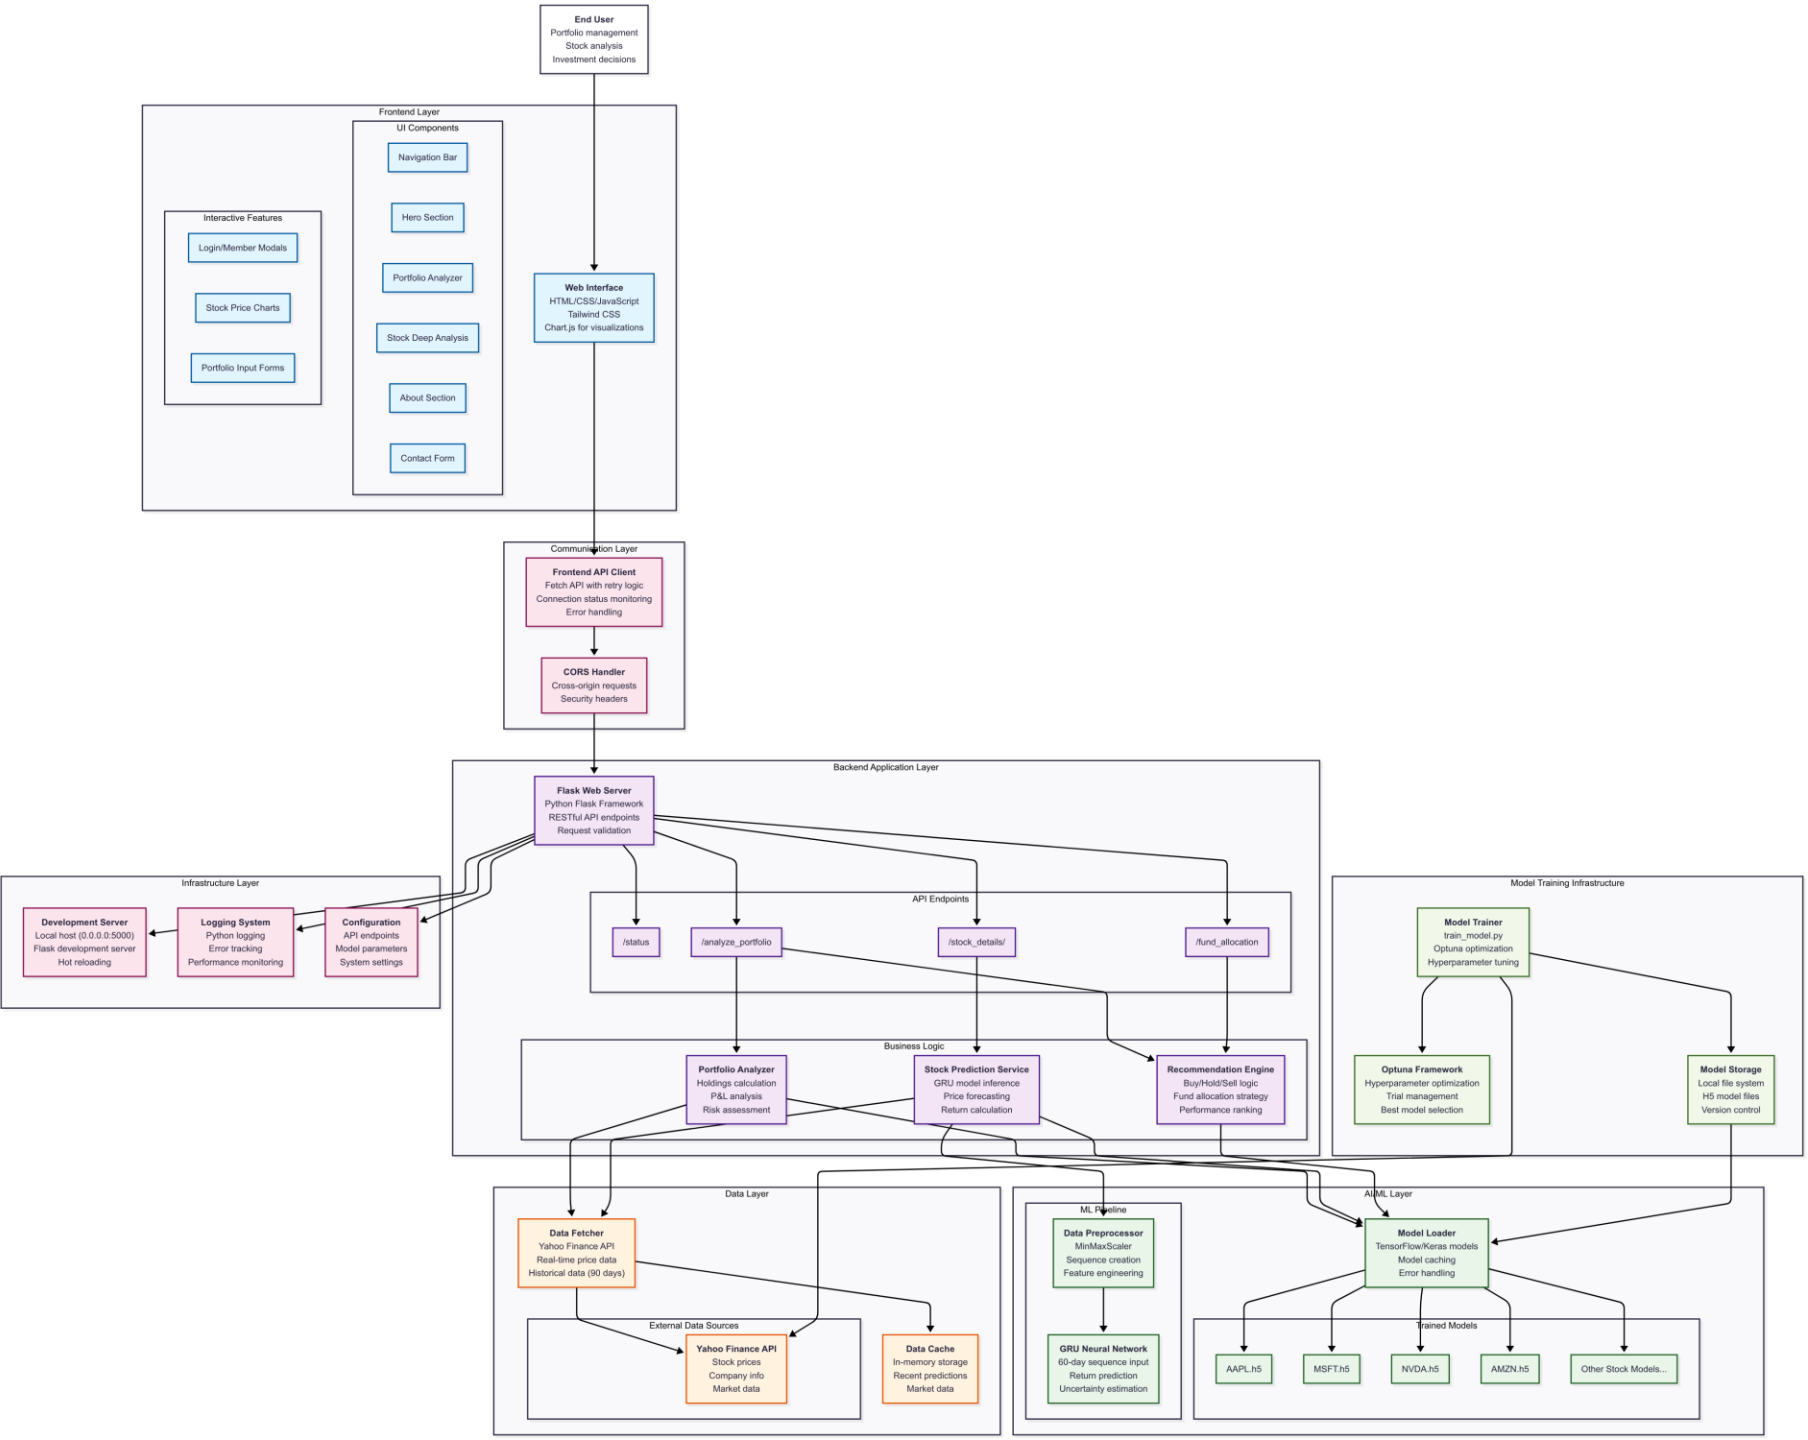 End User
Portfolio management
Stock analysis
Investment decisions
Frontend Layer
UI Components
Navigation Bar
Hero Section
Portfolio Analyzer
Stock Deep Analysis
About Section
Contact Form
Interactive Features
Login/Member Modals
Stock Price Charts
Portfolio Input Forms
Web Interface
HTML/CSS/JavaScript
Tailwind CSS
Chart.js for visualizations
Communication Layer
Frontend API Client
Fetch API with retry logic
Connection status monitoring
Error handling
CORS Handler
Cross-origin requests
Security headers
Backend Application Layer
Flask Web Server
Python Flask Framework
RESTful API endpoints
Request validation
Infrastructure Layer
Development Server
Local host (0.0.0.0:5000)
Flask development server
Hot reloading
Logging System
Python logging
Error tracking
Performance monitoring
Configuration
API endpoints
Model parameters
System settings
API Endpoints
/status
/analyze_portfolio
/stock_details/
/fund_allocation
Model Training Infrastructure
Model Trainer
train_model.py
Optuna optimization
Hyperparameter tuning
Optuna Framework
Hyperparameter optimization
Trial management
Best model selection
Model Storage
Local file system
H5 model files
Version control
Business Logic
Portfolio Analyzer
Holdings calculation
P&L analysis
Risk assessment
Stock Prediction Service
GRU model inference
Price forecasting
Return calculation
Recommendation Engine
Buy/Hold/Sell logic
Fund allocation strategy
Performance ranking
Data Layer
Data Fetcher
Yahoo Finance API
Real-time price data
Historical data (90 days)
External Data Sources
Yahoo Finance API
Stock prices
Company info
Market data
Data Cache
In-memory storage
Recent predictions
Market data
AI/ML Layer
ML Pipeline
Data Preprocessor
MinMaxScaler
Sequence creation
Feature engineering
GRU Neural Network
60-day sequence input
Return prediction
Uncertainty estimation
Model Loader
TensorFlow/Keras models
Model caching
Error handling
Trained Models
AAPL.h5
MSFT.h5
NVDA.h5
AMZN.h5
Other Stock Models...